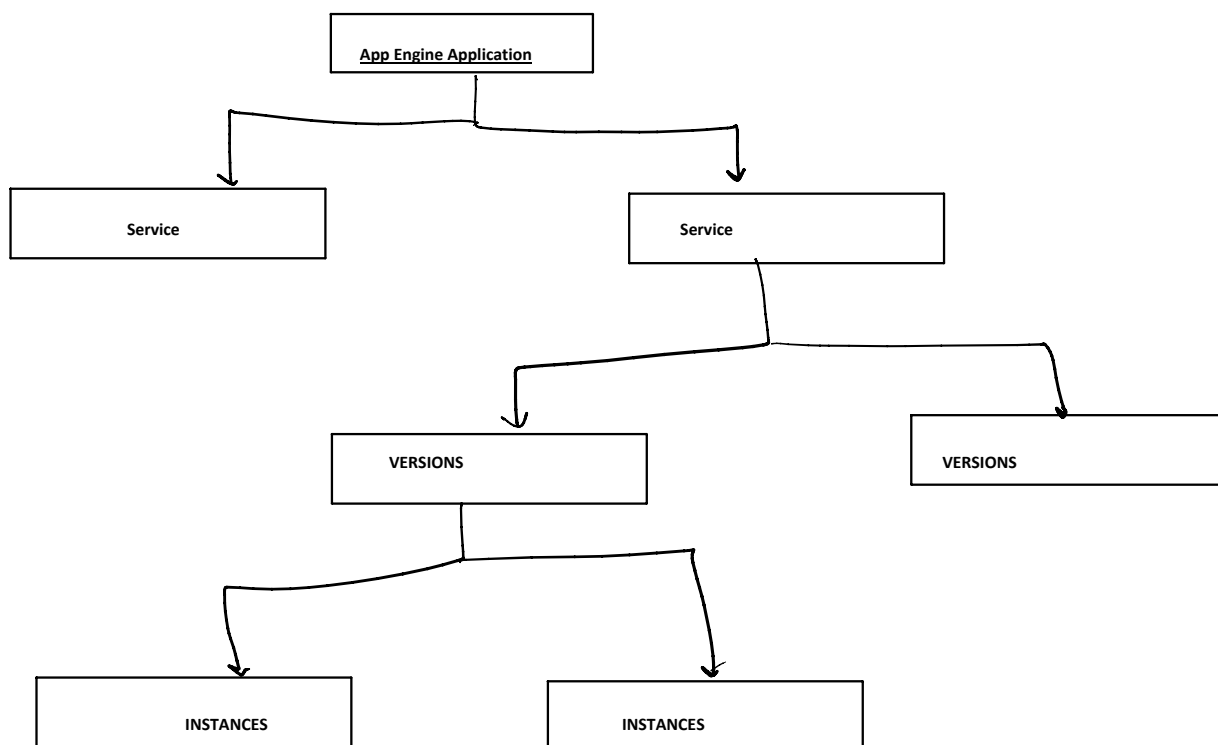 App Engine Application
Service
Service
VERSIONS
VERSIONS
INSTANCES
INSTANCES